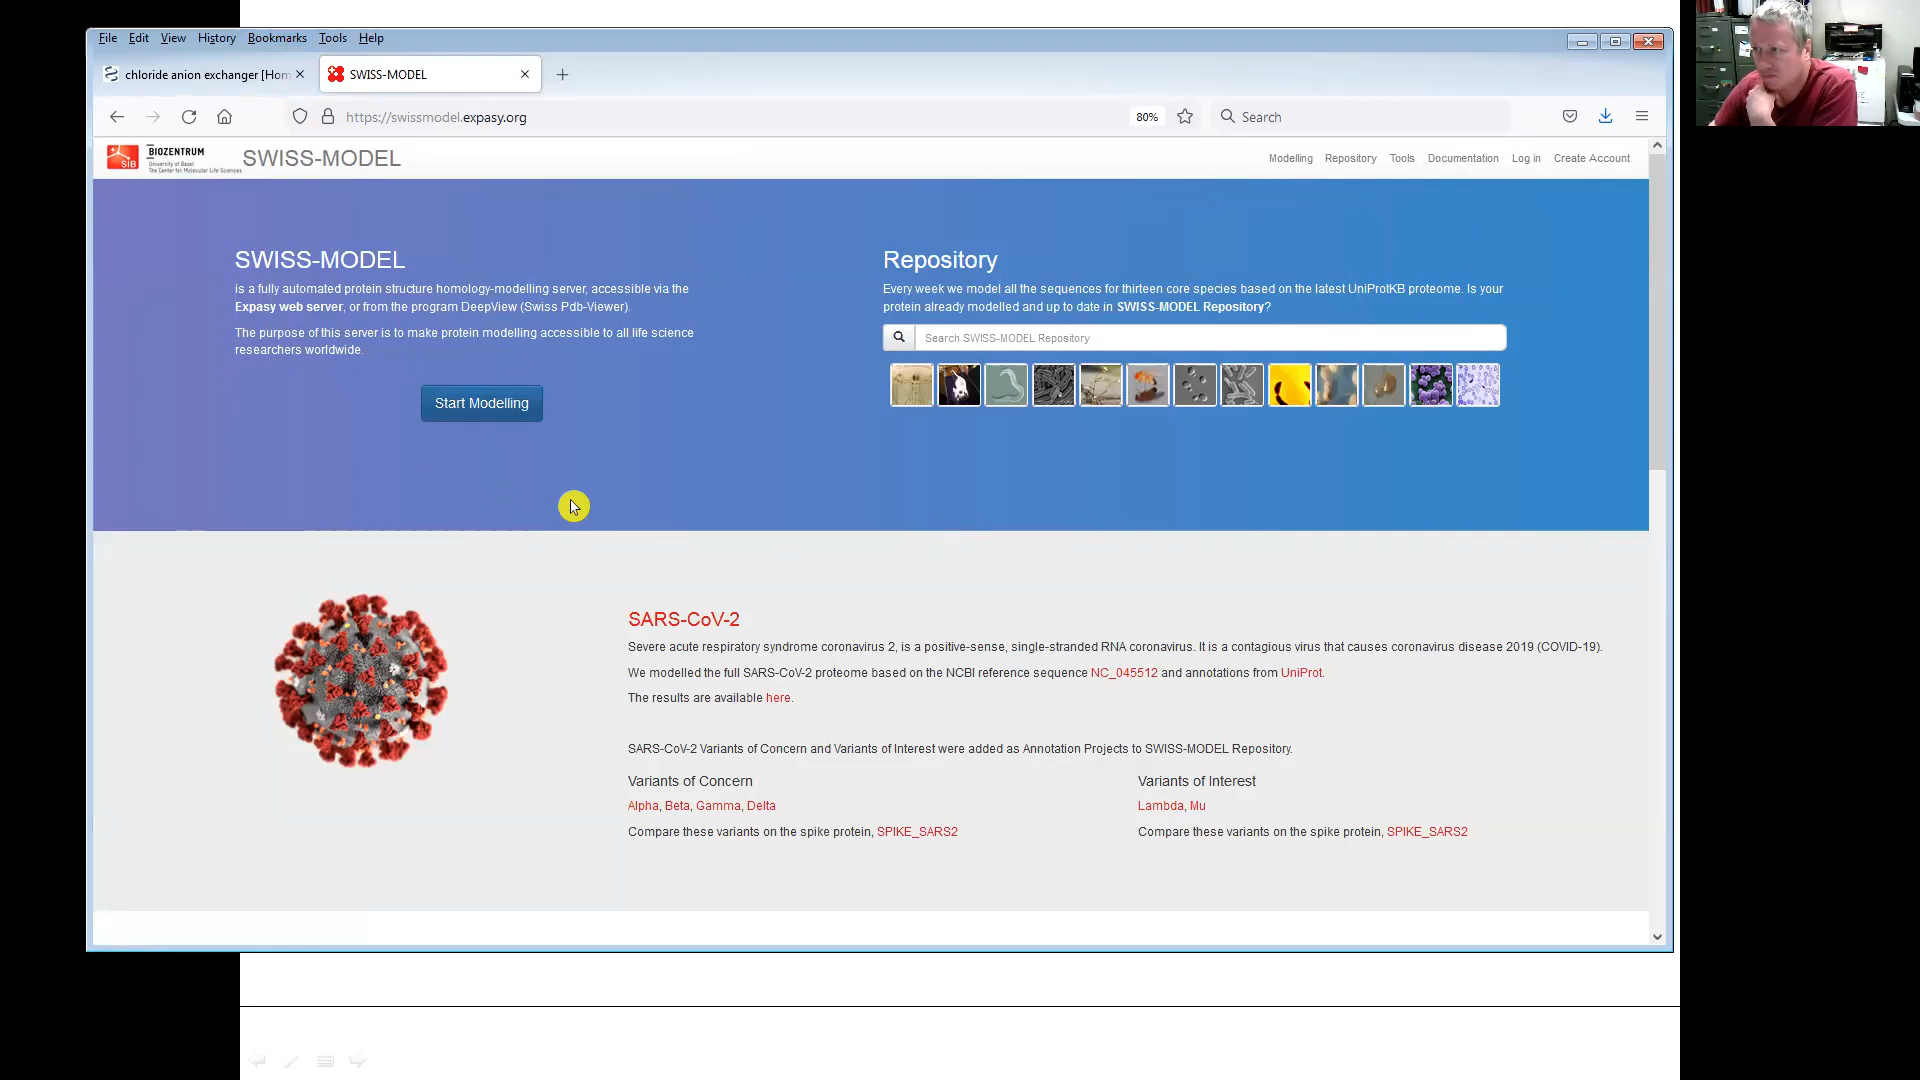 File Edit View History Bookmarks Tools Help
chloride anion exchanger [Hom
SWISS-MODEL
https://swissmodel.expasy.org
80%
Search
SIB
BIOZENTRUM
University of Basel
The Center for Molecular Life Sciences
SWISS-MODEL
Modelling Repository Tools Documentation Log in Create Account
SWISS-MODEL
is a fully automated protein structure homology-modelling server, accessible via the
Expasy web server, or from the program DeepView (Swiss Pdb-Viewer).
The purpose of this server is to make protein modelling accessible to all life science
researchers worldwide.
Start Modelling
Repository
Every week we model all the sequences for thirteen core species based on the latest UniProtKB proteome. Is your
protein already modelled and up to date in SWISS-MODEL Repository?
Search SWISS-MODEL Repository
SARS-CoV-2
Severe acute respiratory syndrome coronavirus 2, is a positive-sense, single-stranded RNA coronavirus. It is a contagious virus that causes coronavirus disease 2019 (COVID-19).
We modelled the full SARS-CoV-2 proteome based on the NCBI reference sequence NC_045512 and annotations from UniProt.
The results are available here.
SARS-CoV-2 Variants of Concern and Variants of Interest were added as Annotation Projects to SWISS-MODEL Repository.
Variants of Concern
Alpha, Beta, Gamma, Delta
Compare these variants on the spike protein, SPIKE_SARS2
Variants of Interest
Lambda, Mu
Compare these variants on the spike protein, SPIKE_SARS2